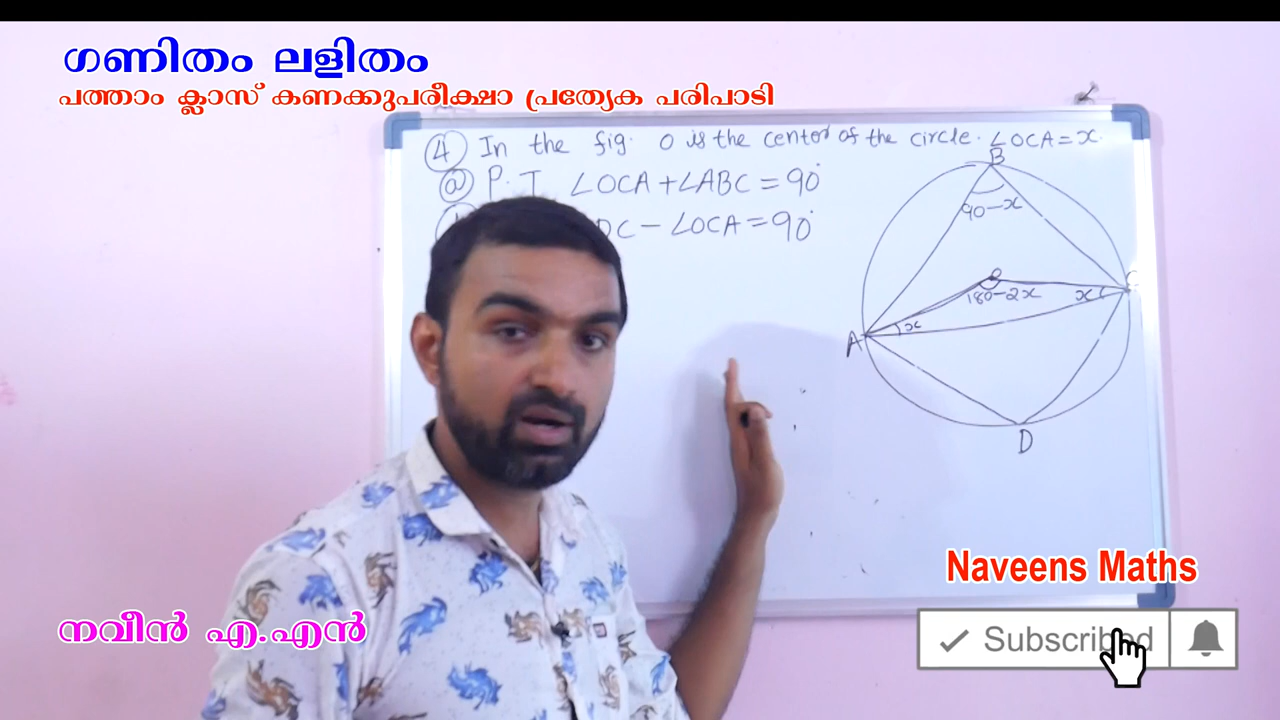 ഗണിതം ലളിതം
പത്താം ക്ലാസ് കണക്കുപരീക്ഷാ പ്രത്യേക പരിപാടി
④ In the fig. O is the center of the circle. ∠OCA = x.
ⓐ P.T ∠OCA + ∠ABC = 90°
DC - ∠OCA = 90°
B
90-x
O
180-2x
x
C
x
A
D
Naveens Maths
നവീൻ എ.എൻ
Subscribed